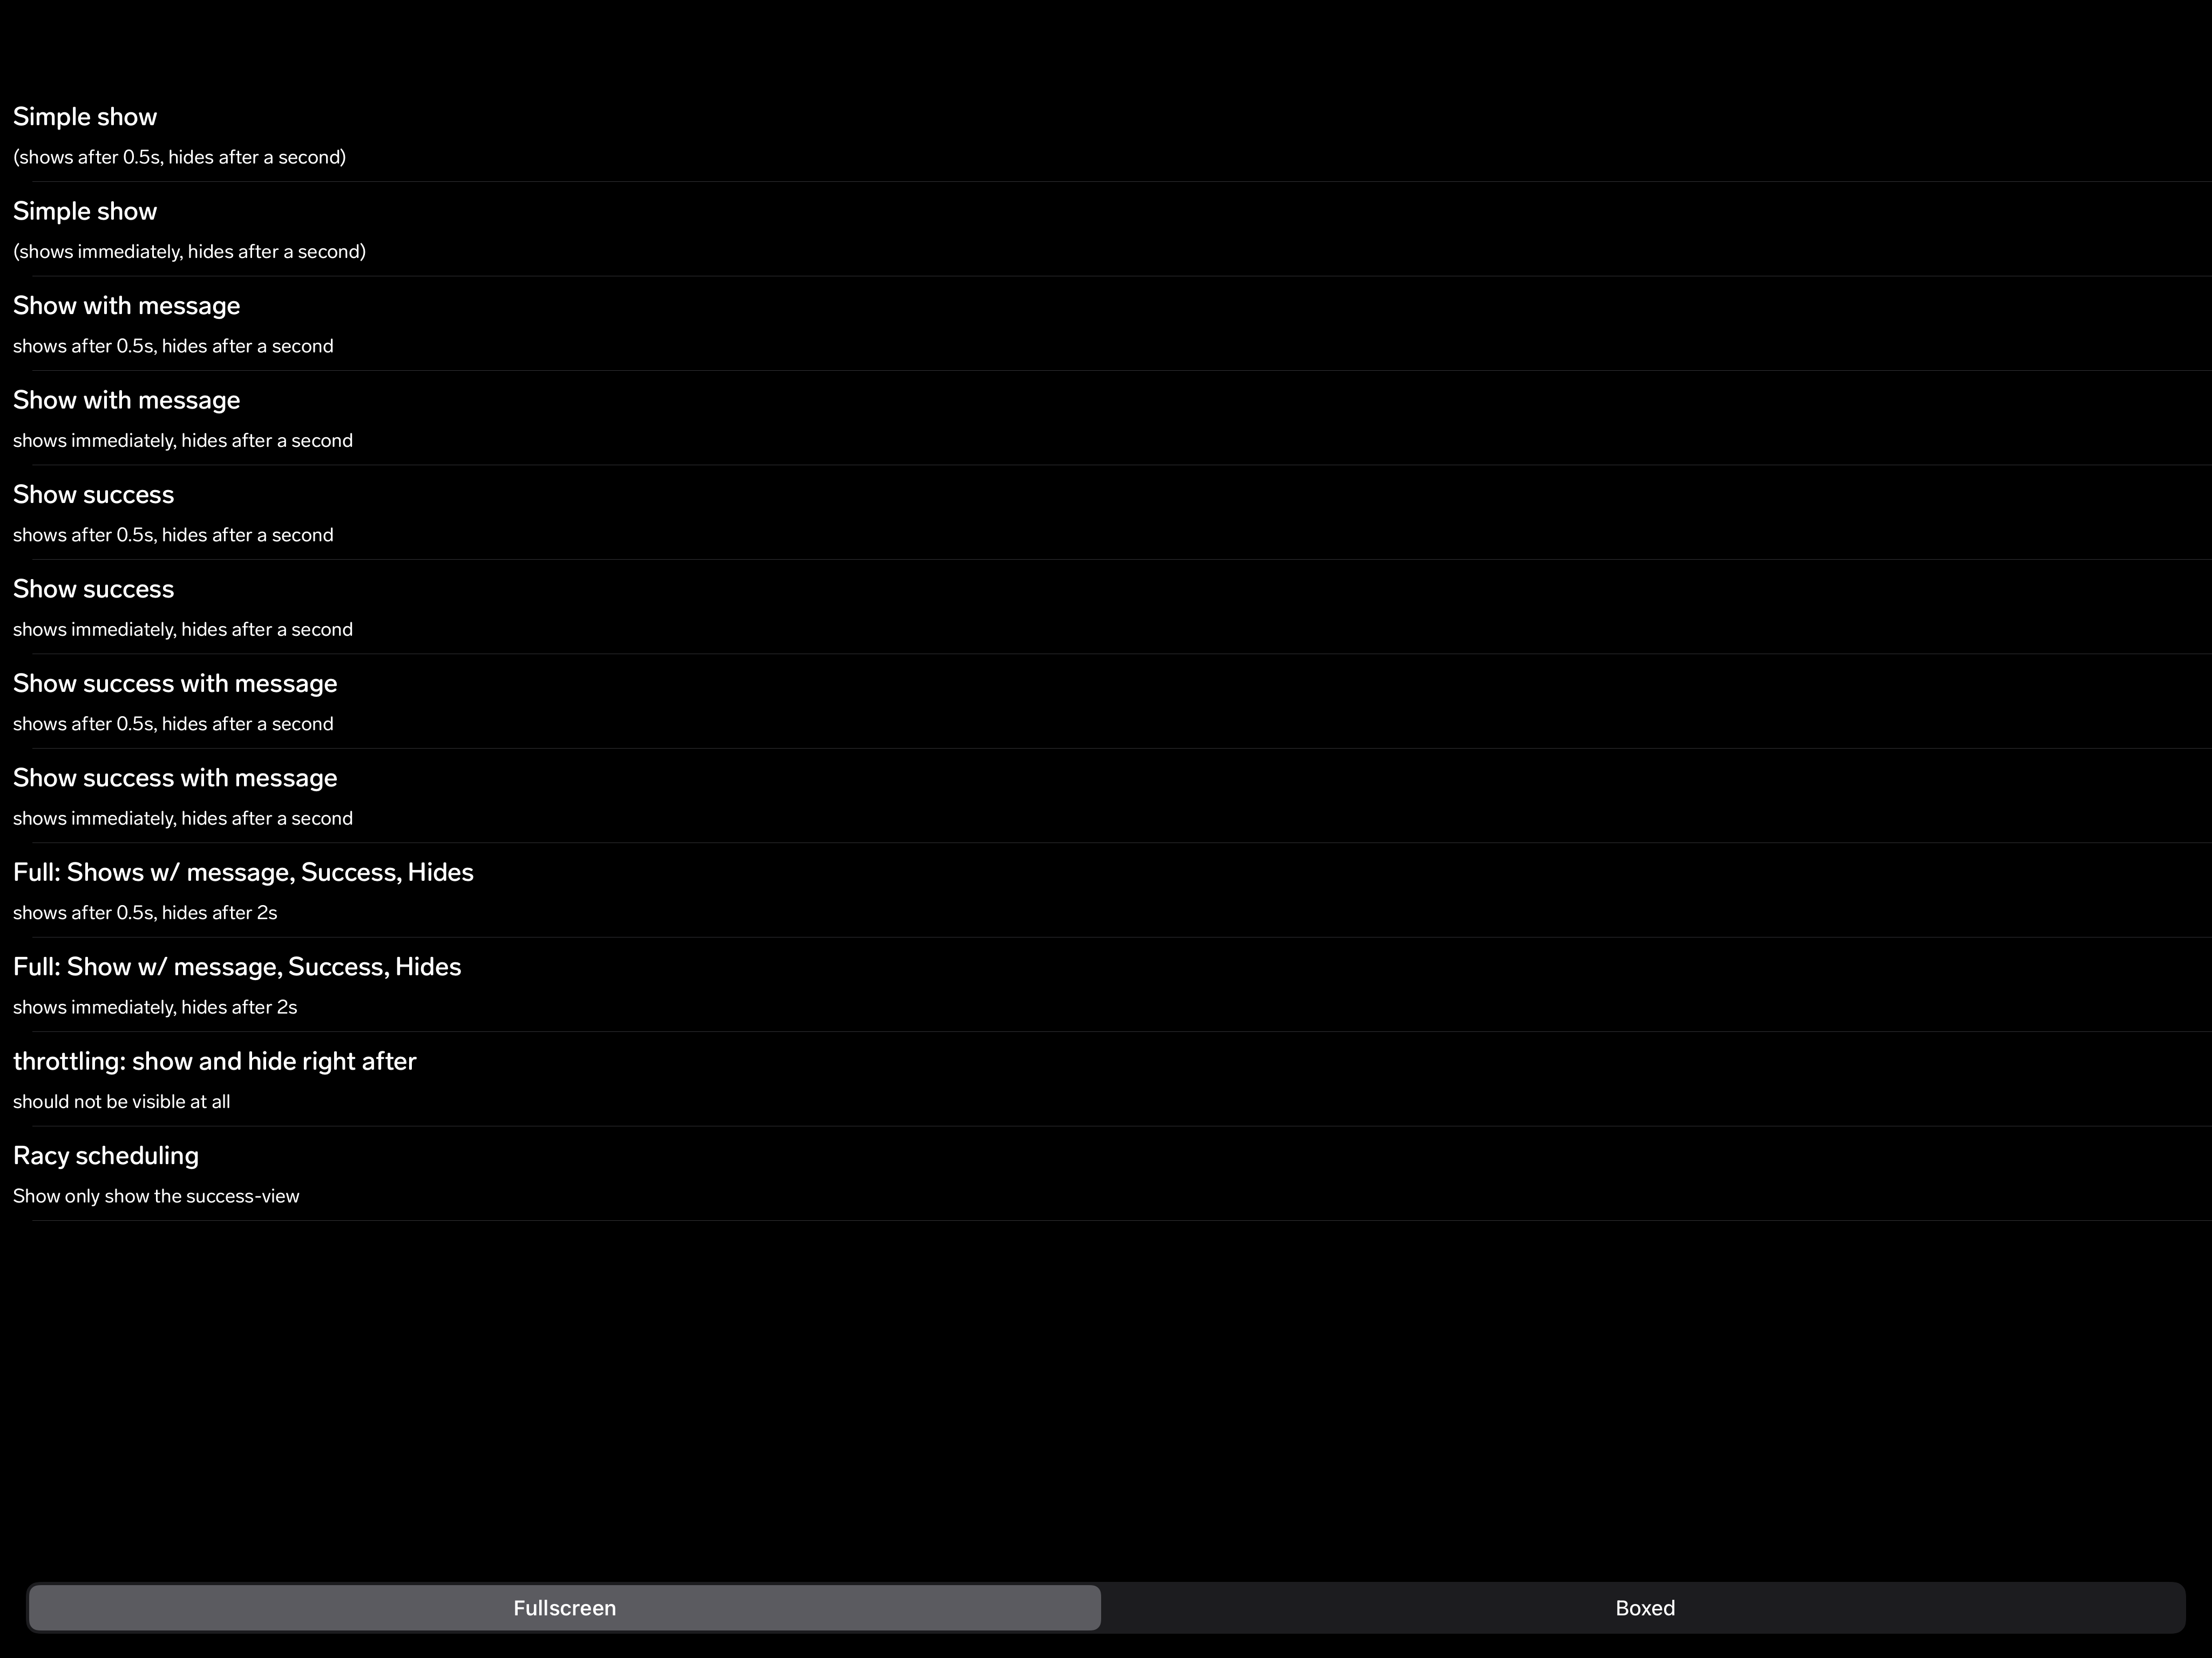 Simple show
(shows after 0.5s, hides after a second)
Simple show
(shows immediately, hides after a second)
Show with message
shows after 0.5s, hides after a second
Show with message
shows immediately, hides after a second
Show success
shows after 0.5s, hides after a second
Show success
shows immediately, hides after a second
Show success with message
shows after 0.5s, hides after a second
Show success with message
shows immediately, hides after a second
Full: Shows w/ message, Success, Hides
shows after 0.5s, hides after 2s
Full: Show w/ message, Success, Hides
shows immediately, hides after 2s
throttling: show and hide right after
should not be visible at all
Racy scheduling
Show only show the success-view
Fullscreen
Boxed